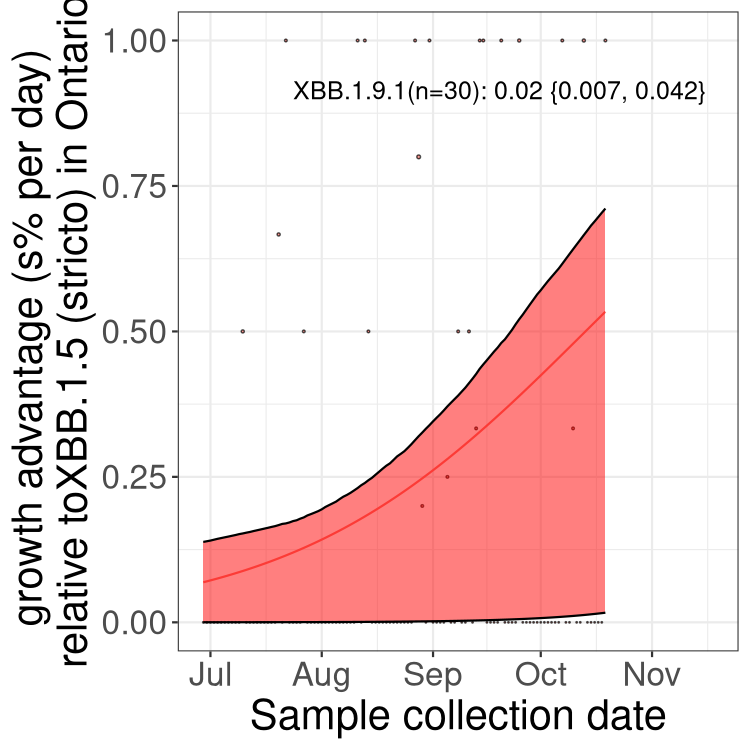 growth advantage (s% per day)
relative toXBB.1.5 (stricto) in Ontario
1.00
0.75
0.50
0.25
0.00
XBB.1.9.1(n=30): 0.02 {0.007, 0.042}
Jul Aug Sep Oct Nov
Sample collection date